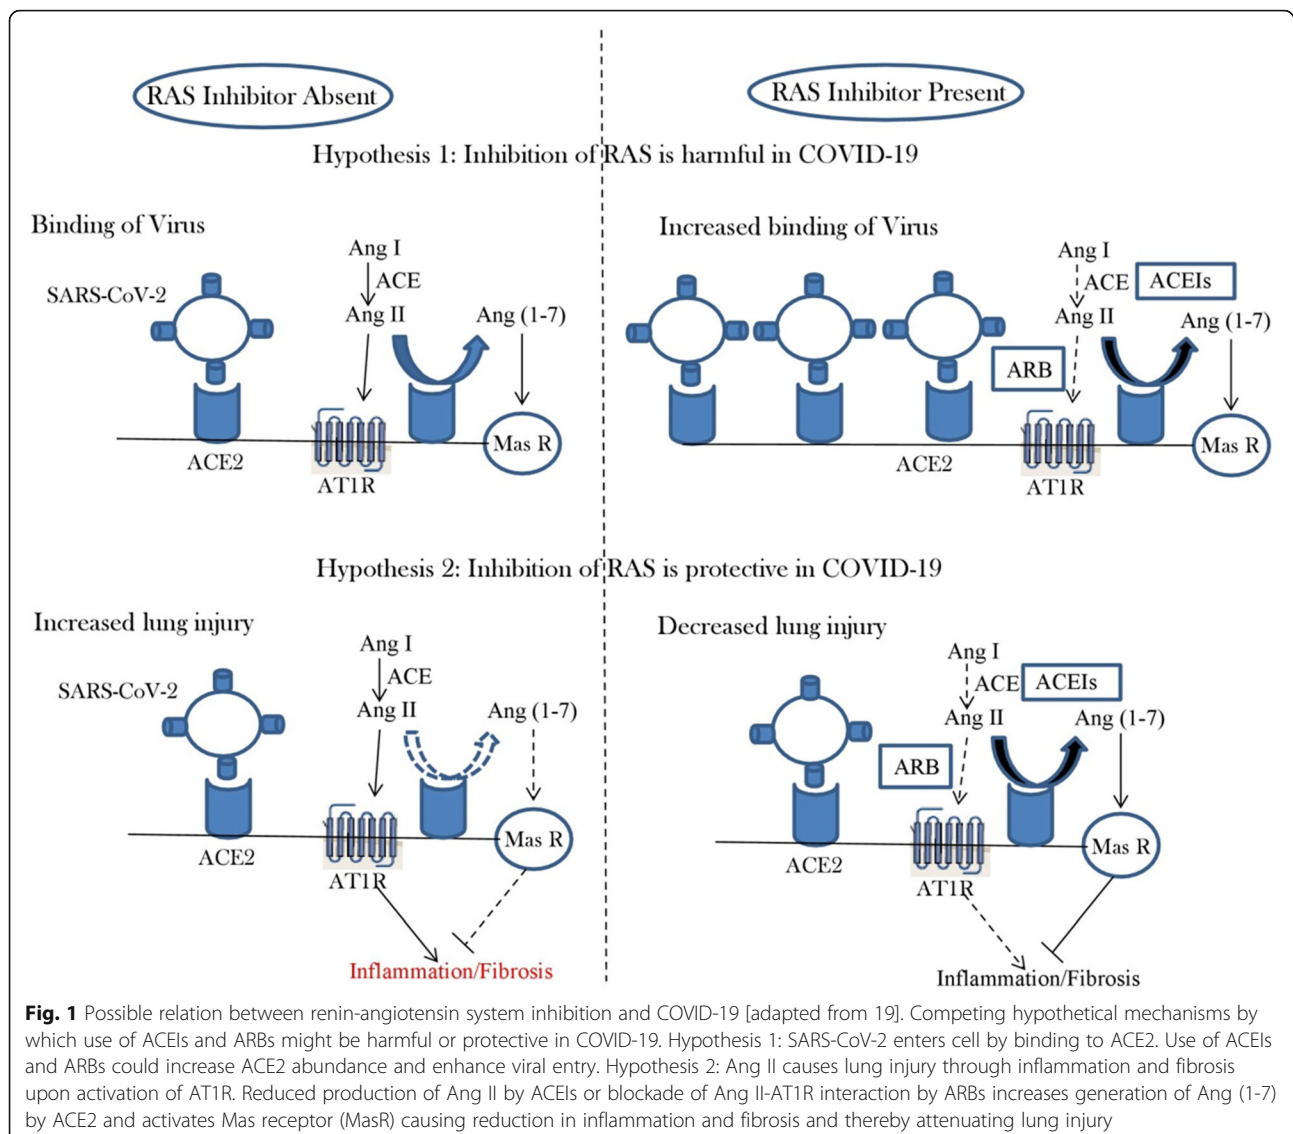 RAS Inhibitor Absent
RAS Inhibitor Present
Hypothesis 1: Inhibition of RAS is harmful in COVID-19
Binding of Virus
SARS-CoV-2
Ang I
ACE
Ang II
Ang (1-7)
Mas R
ACE2
AT1R
Increased binding of Virus
Ang I
ACE
ACEIs
Ang II
Ang (1-7)
ARB
Mas R
ACE2
AT1R
Hypothesis 2: Inhibition of RAS is protective in COVID-19
Increased lung injury
SARS-CoV-2
Ang I
ACE
Ang II
Ang (1-7)
Mas R
ACE2
AT1R
Inflammation/Fibrosis
Decreased lung injury
Ang I
ACE
ACEIs
Ang II
Ang (1-7)
ARB
Mas R
ACE2
AT1R
Inflammation/Fibrosis
Fig. 1 Possible relation between renin-angiotensin system inhibition and COVID-19 [adapted from 19]. Competing hypothetical mechanisms by
which use of ACEIs and ARBs might be harmful or protective in COVID-19. Hypothesis 1: SARS-CoV-2 enters cell by binding to ACE2. Use of ACEIs
and ARBs could increase ACE2 abundance and enhance viral entry. Hypothesis 2: Ang II causes lung injury through inflammation and fibrosis
upon activation of AT1R. Reduced production of Ang II by ACEIs or blockade of Ang II-AT1R interaction by ARBs increases generation of Ang (1-7)
by ACE2 and activates Mas receptor (MasR) causing reduction in inflammation and fibrosis and thereby attenuating lung injury